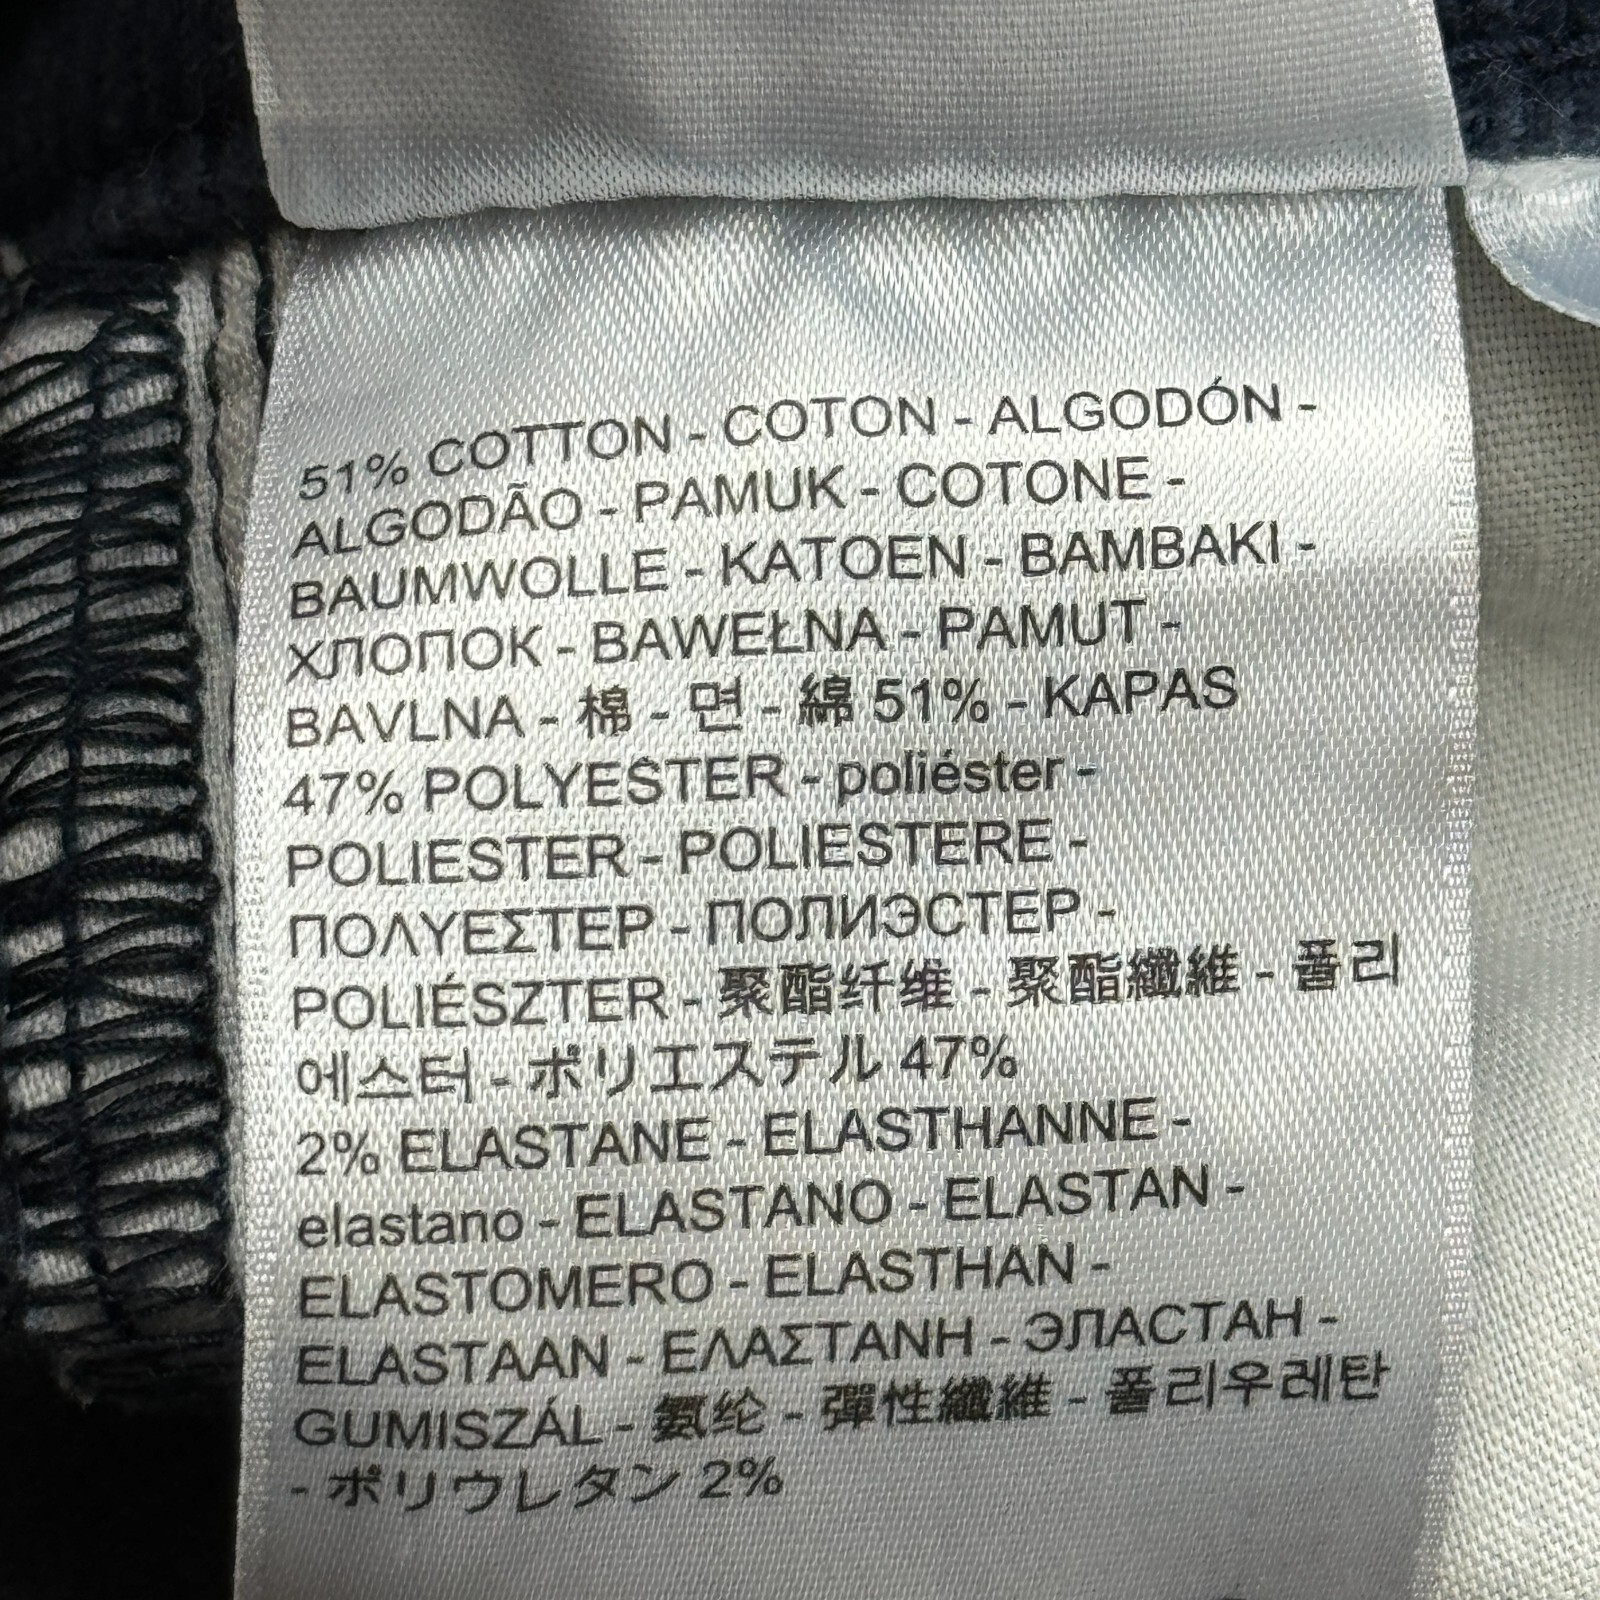 51% COTTON - COTON - ALGODÓN -
ALGODÃO - PAMUK - COTONE -
BAUMWOLLE - KATOEN - BAMBAKI -
ХЛОПОК - BAWEŁNA - PAMUT -
BAVLNA - 棉 - 면 - 綿 51% - KAPAS
47% POLYESTER - poliéster -
POLIESTER - POLIESTERE -
ΠΟΛΥΕΣΤΕΡ - ПОЛИЭСТЕР -
POLIÉSZTER - 聚酯纤维 - 聚酯纖維 - 폴리
에스터 - ポリエステル 47%
2% ELASTANE - ELASTHANNE -
elastano - ELASTANO - ELASTAN -
ELASTOMERO - ELASTHAN -
ELASTAAN - ΕΛΑΣΤΑΝΗ - ЭЛАСТАН -
GUMISZÁL - 氨纶 - 彈性纖維 - 폴리우레탄
- ポリウレタン 2%